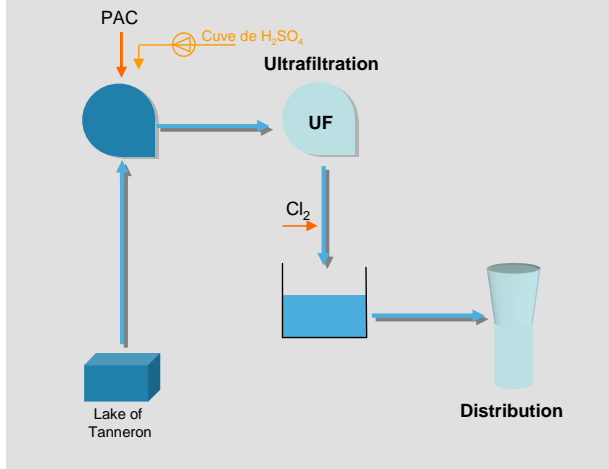 PAC
Cuve de H₂SO₄
Ultrafiltration
UF
Cl₂
Lake of
Tanneron
Distribution